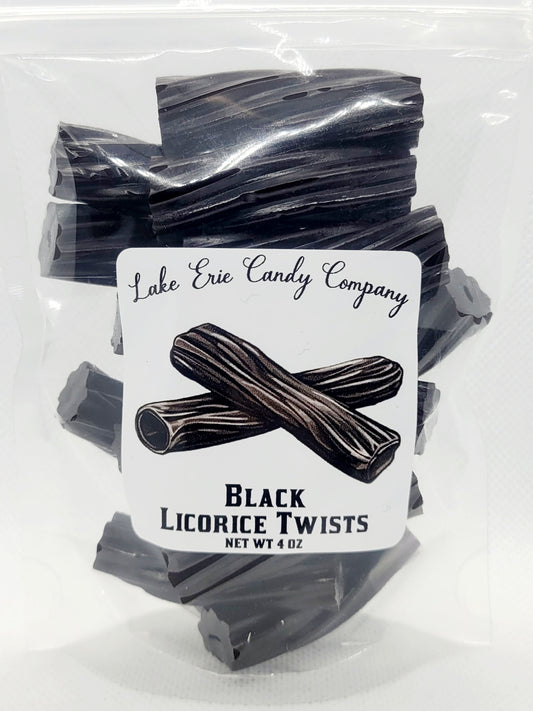 Lake Erie Candy Company
BLACK
LICORICE TWISTS
NET WT 4 OZ